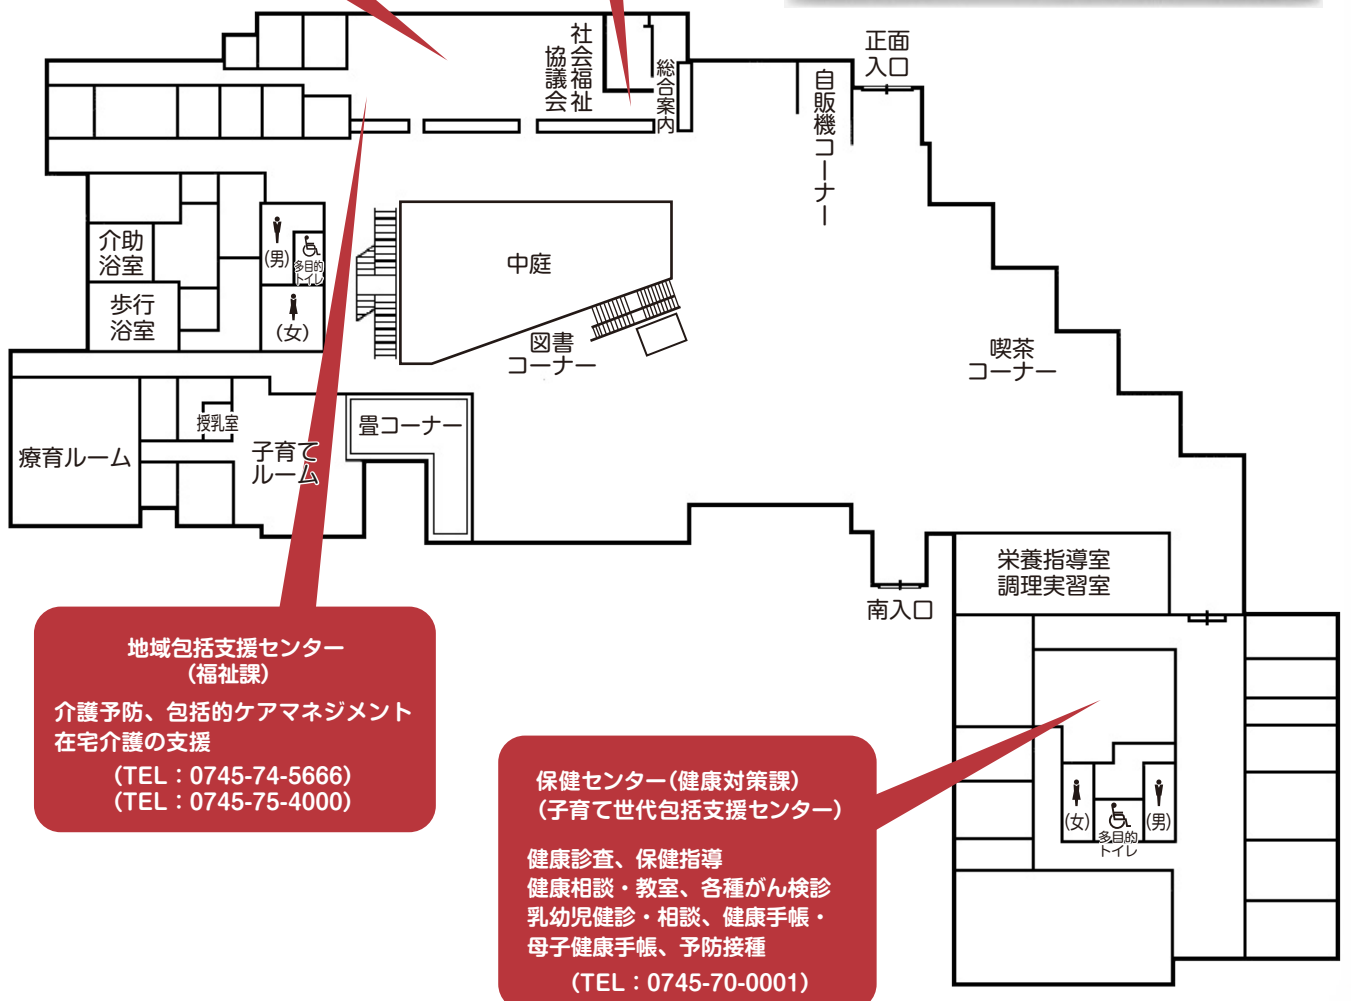 社会福祉
協議会
総合案内
正面
入口
自販機コーナー
介助
浴室
歩行
浴室
(男)
多目的
トイレ
(女)
中庭
図書
コーナー
喫茶
コーナー
授乳室
療育ルーム
子育て
ルーム
畳コーナー
南入口
栄養指導室
調理実習室
(女)
多目的
トイレ
(男)
地域包括支援センター
(福祉課)
介護予防、包括的ケアマネジメント
在宅介護の支援
(TEL：0745-74-5666)
(TEL：0745-75-4000)
保健センター(健康対策課)
(子育て世代包括支援センター)
健康診査、保健指導
健康相談・教室、各種がん検診
乳幼児健診・相談、健康手帳・
母子健康手帳、予防接種
(TEL：0745-70-0001)